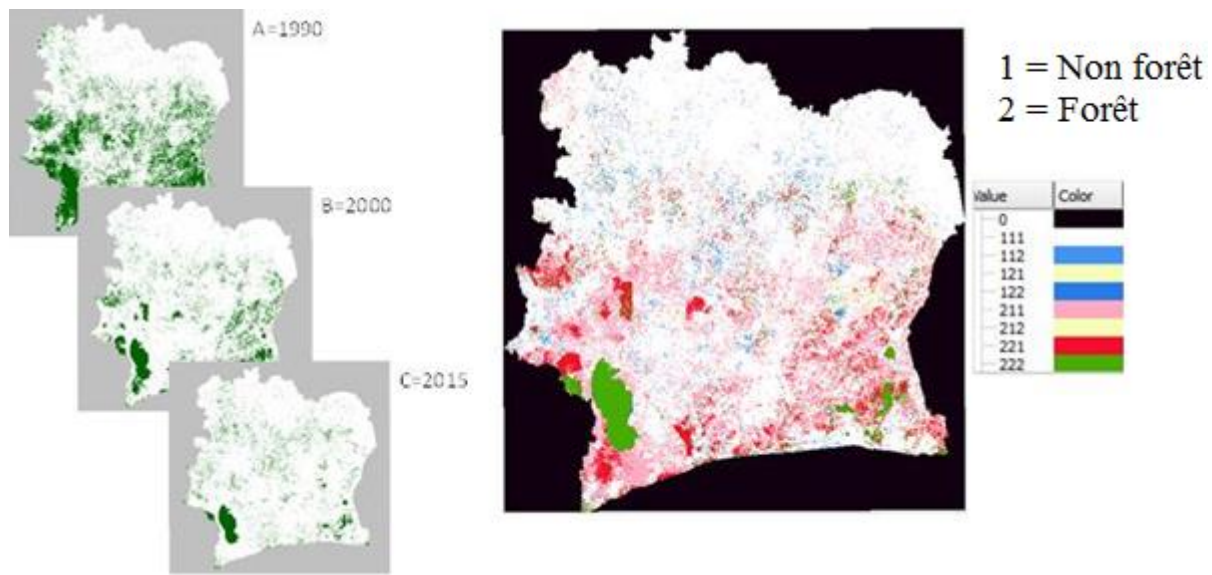 A=1990
B=2000
C=2015
1 = Non forêt
2 = Forêt
Value Color
0
111
112
121
122
211
212
221
222